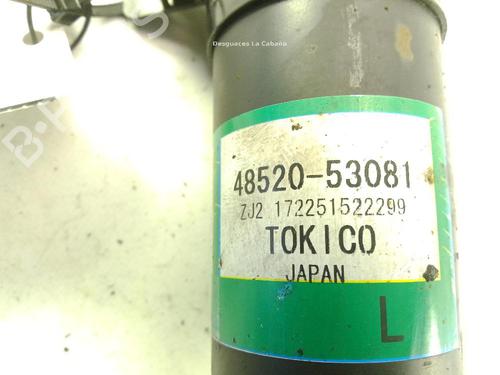 Desguaces La Cabaña
48520-53081
ZJ2 172251522299
TOKICO
JAPAN
L